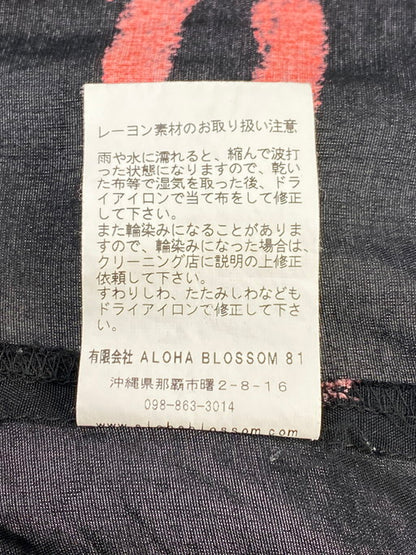 レーヨン素材のお取り扱い注意
雨や水に濡れると、縮んで波打
った状態になりますので、乾い
た布等で湿気を取った後、ドラ
イアイロンで当て布をして修正
して下さい。
また輪染みになることがありま
すので、輪染みになった場合は、
クリーニング店に説明の上修正
依頼して下さい。
すわりしわ、たたみしわなども
ドライアイロンで修正して下さ
い。
有限会社 ALOHA BLOSSOM 81
沖縄県那覇市曙2-8-16
098-863-3014
www.alohablossom.com